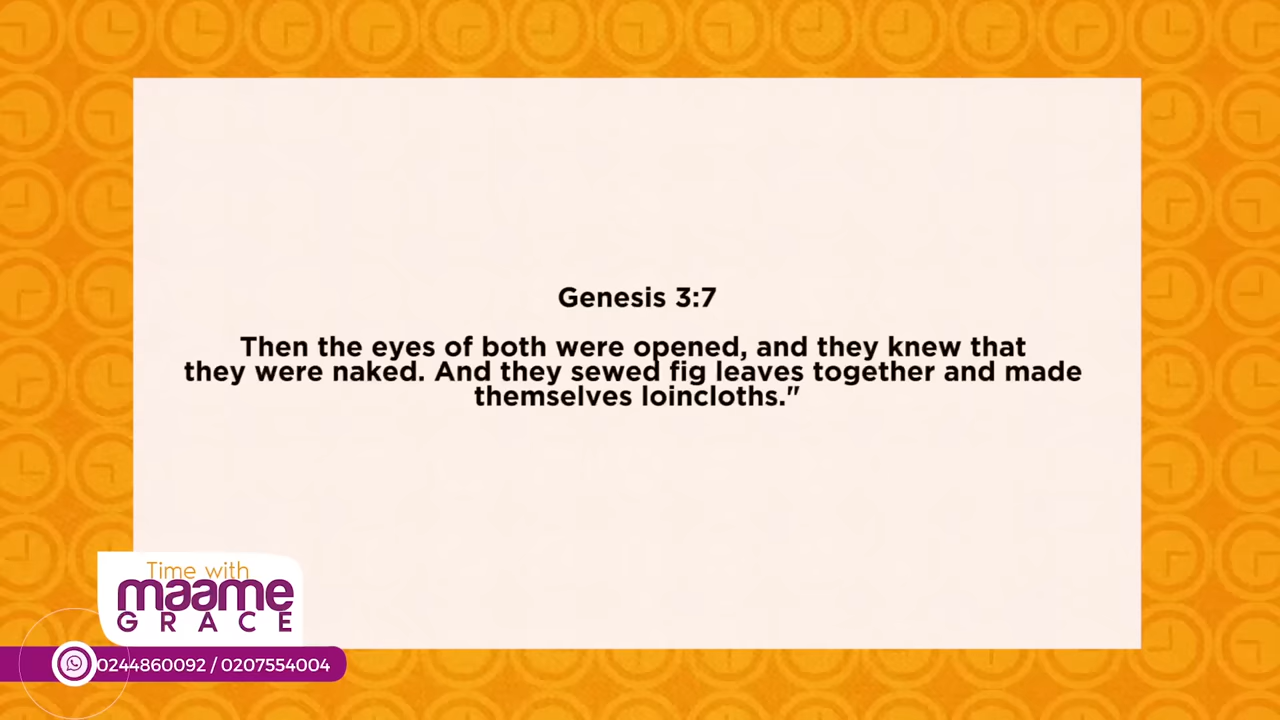 Genesis 3:7
Then the eyes of both were opened, and they knew that
they were naked. And they sewed fig leaves together and made
themselves loincloths."
Time with
maame
GRACE
0244860092 / 0207554004